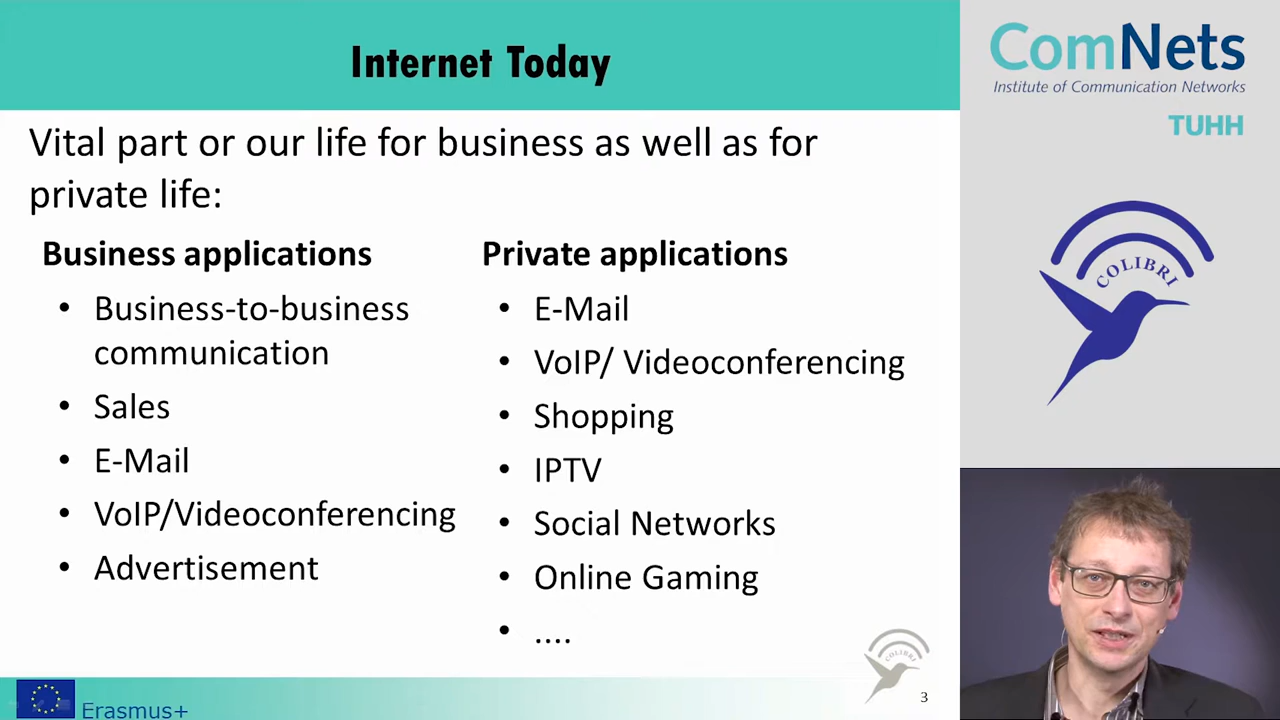 Internet Today
Vital part or our life for business as well as for
private life:
Business applications
• Business-to-business
communication
• Sales
• E-Mail
• VoIP/Videoconferencing
• Advertisement
Private applications
• E-Mail
• VoIP/ Videoconferencing
• Shopping
• IPTV
• Social Networks
• Online Gaming
• ....
COLIBRI
3
Erasmus+
ComNets
Institute of Communication Networks
TUHH
COLIBRI